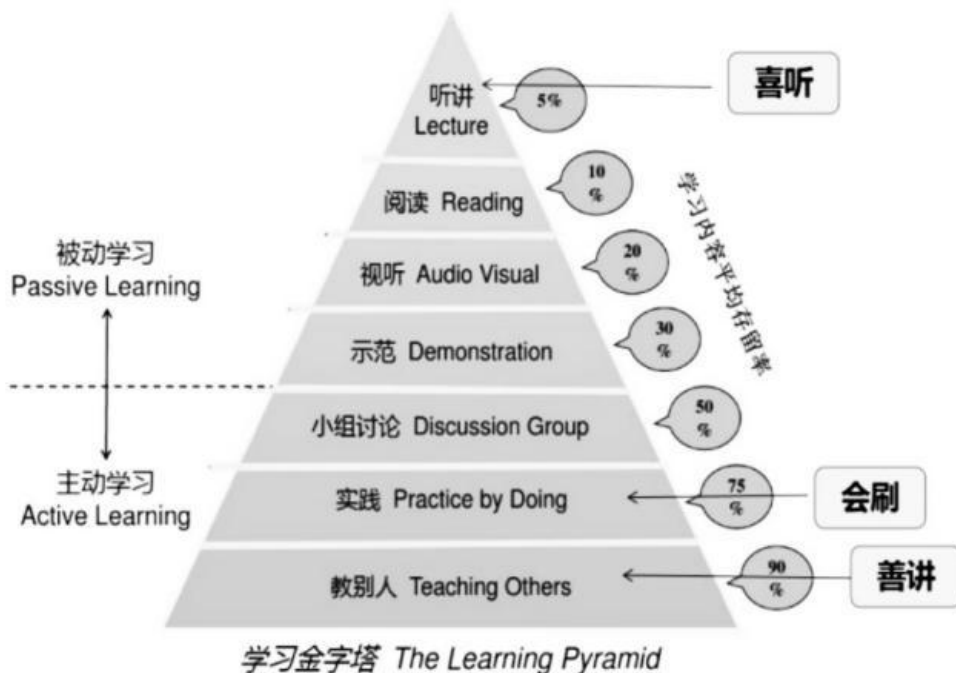 听讲
Lecture
5%
喜听
阅读 Reading
10
%
学习内容平均存留率
被动学习
Passive Learning
视听 Audio Visual
20
%
示范 Demonstration
30
%
小组讨论 Discussion Group
50
%
主动学习
Active Learning
实践 Practice by Doing
75
%
会刷
教别人 Teaching Others
90
%
善讲
学习金字塔 The Learning Pyramid